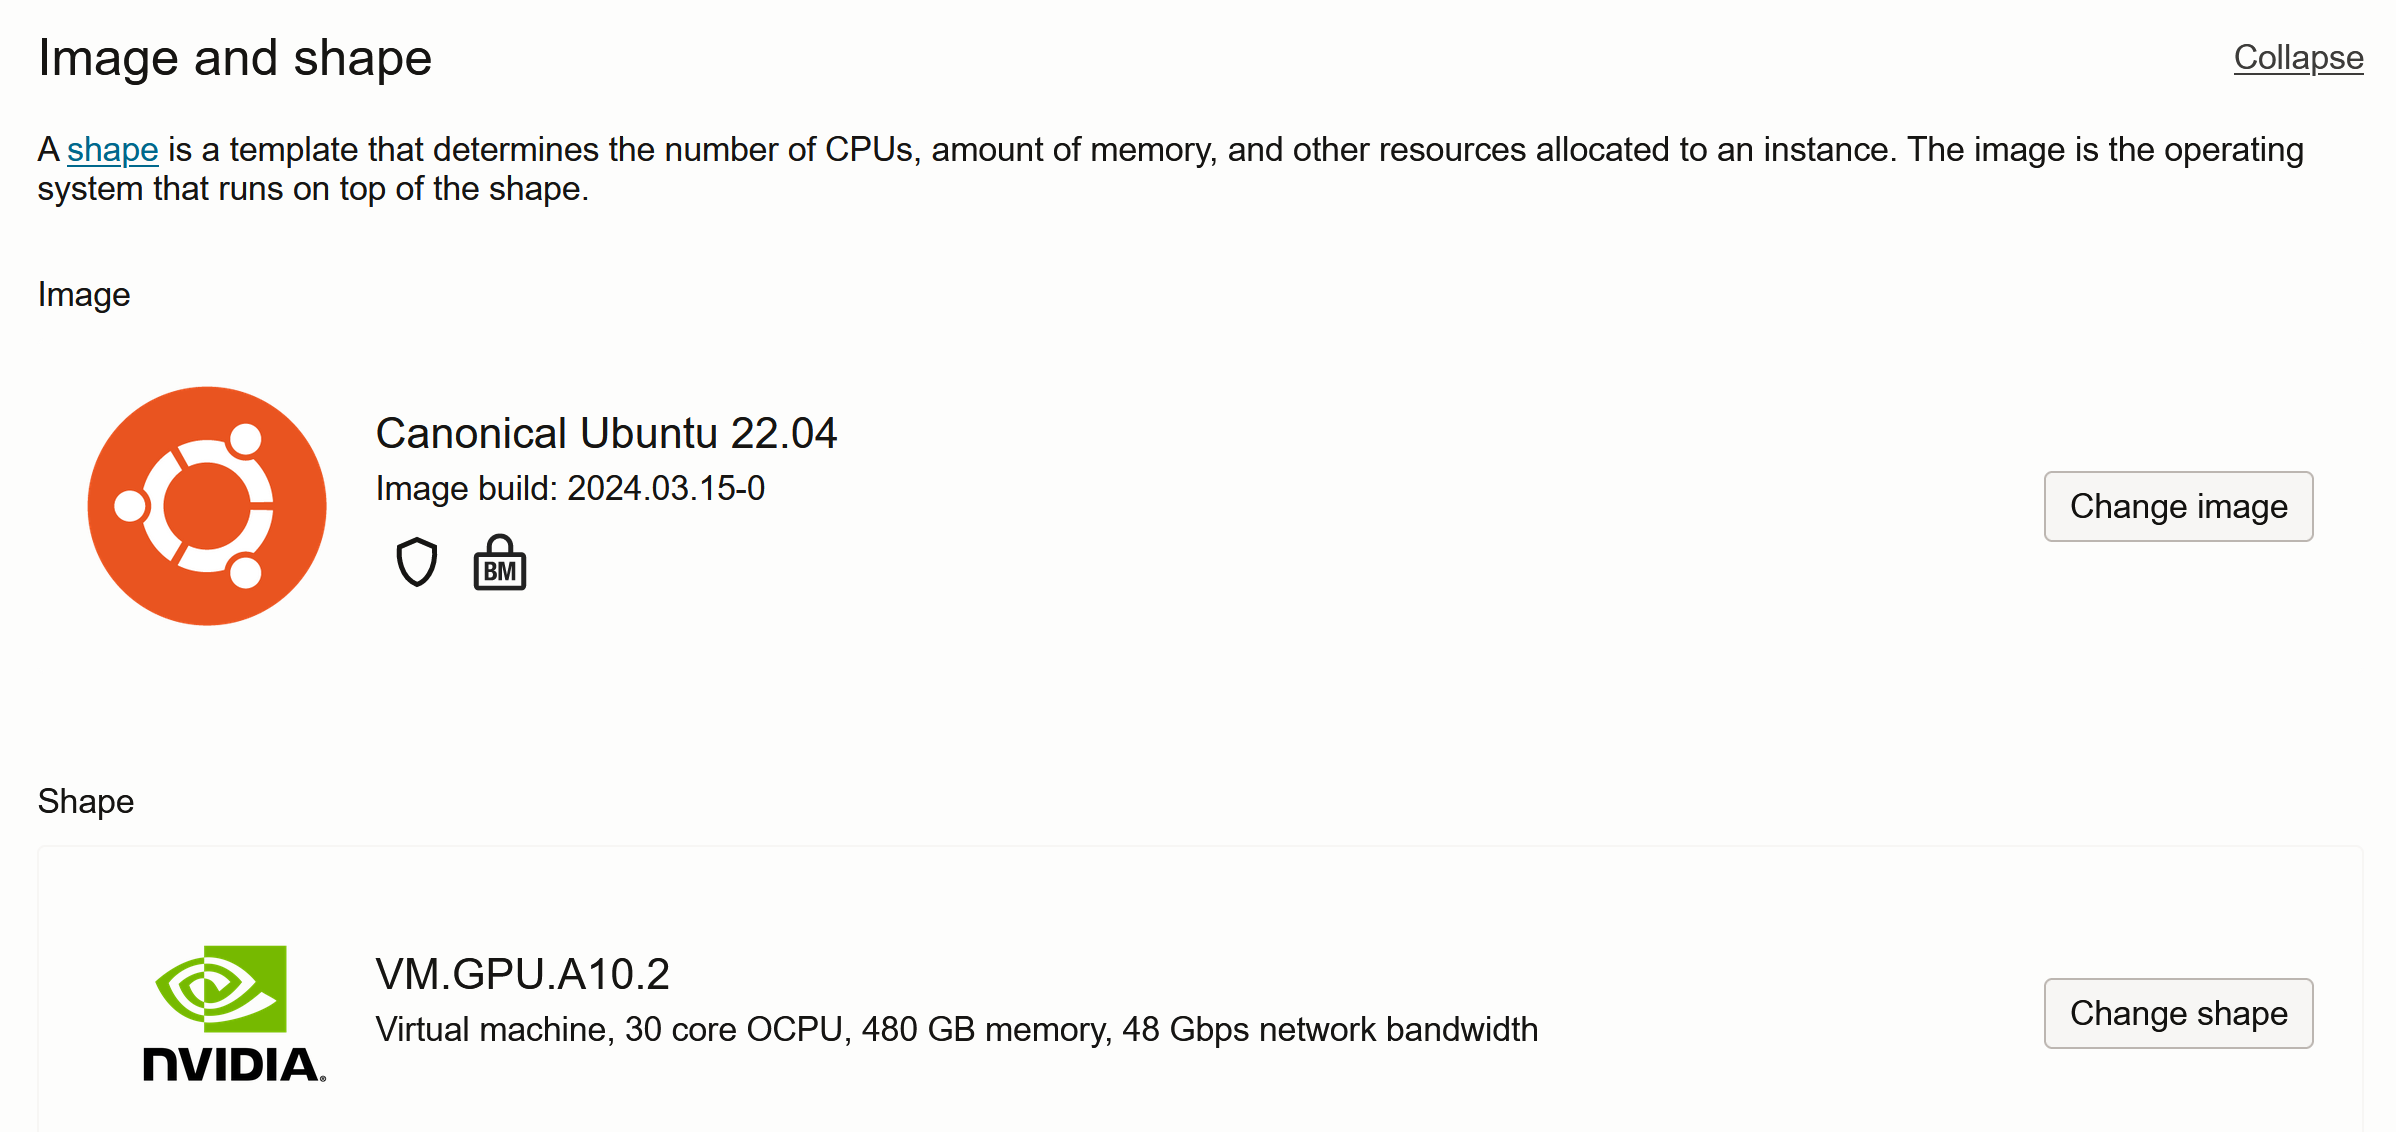 Image and shape
Collapse
A shape is a template that determines the number of CPUs, amount of memory, and other resources allocated to an instance. The image is the operating
system that runs on top of the shape.
Image
Canonical Ubuntu 22.04
Image build: 2024.03.15-0
BM
Change image
Shape
VM.GPU.A10.2
Virtual machine, 30 core OCPU, 480 GB memory, 48 Gbps network bandwidth
NVIDIA®
Change shape